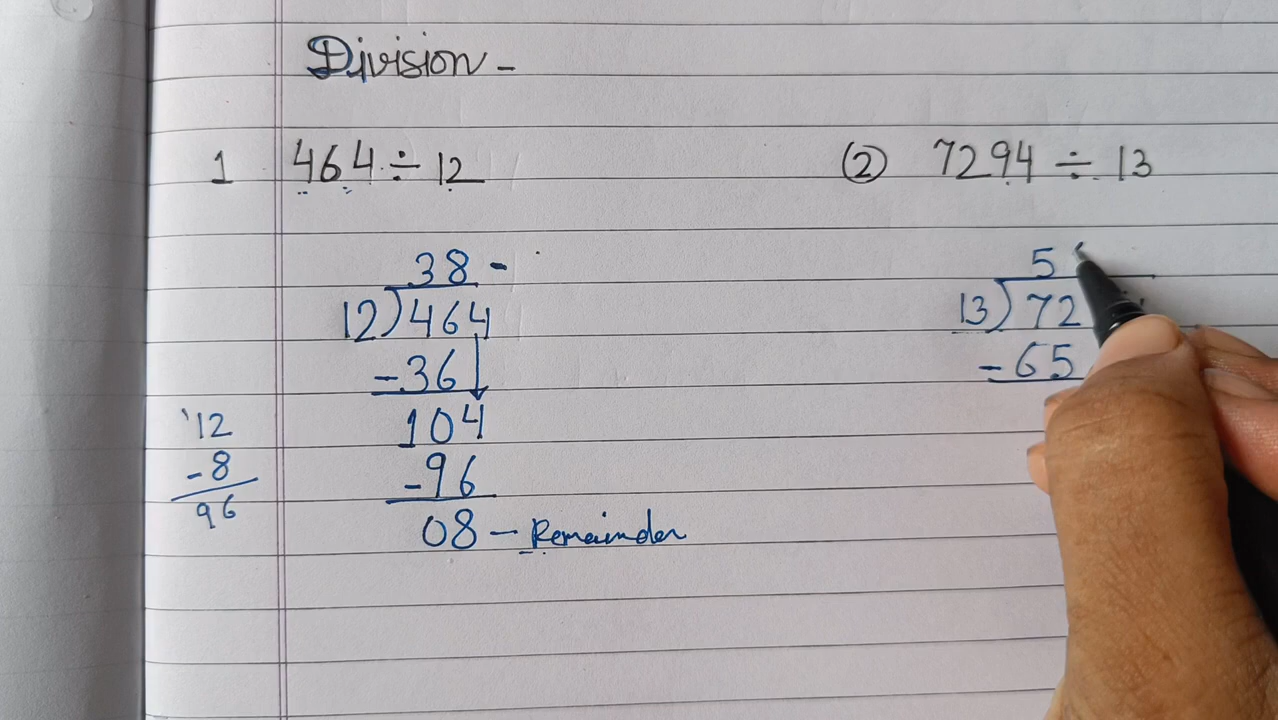 Division -
1 464 ÷ 12
38 -
12)464
-36
104
-96
08 - Remainder
12
-8
96
(2) 7294 ÷ 13
5
13)72
-65